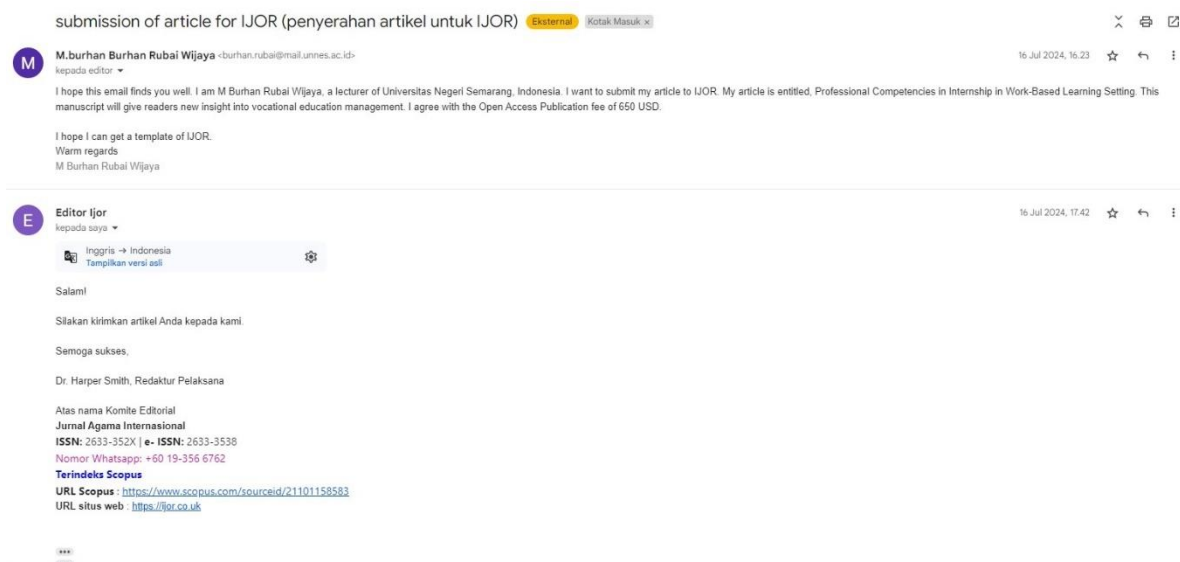 submission of article for IJOR (penyerahan artikel untuk IJOR) Eksternal Kotak Masuk ×
M
M.burhan Burhan Rubai Wijaya <burhan.rubai@mail.unnes.ac.id>
16 Jul 2024, 16.23
kepada editor
I hope this email finds you well. I am M Burhan Rubai Wijaya, a lecturer of Universitas Negeri Semarang, Indonesia. I want to submit my article to IJOR. My article is entitled, Professional Competencies in Internship in Work-Based Learning Setting. This
manuscript will give readers new insight into vocational education management. I agree with the Open Access Publication fee of 650 USD.
I hope I can get a template of IJOR.
Warm regards
M Burhan Rubai Wijaya
E
Editor Ijor
16 Jul 2024, 17.42
kepada saya
Inggris → Indonesia
Tampilkan versi asli
Salam!
Silakan kirimkan artikel Anda kepada kami.
Semoga sukses,
Dr. Harper Smith, Redaktur Pelaksana
Atas nama Komite Editorial
Jurnal Agama Internasional
ISSN: 2633-352X | e- ISSN: 2633-3538
Nomor Whatsapp: +60 19-356 6762
Terindeks Scopus
URL Scopus : https://www.scopus.com/sourceid/21101158583
URL situs web : https://ijor.co.uk